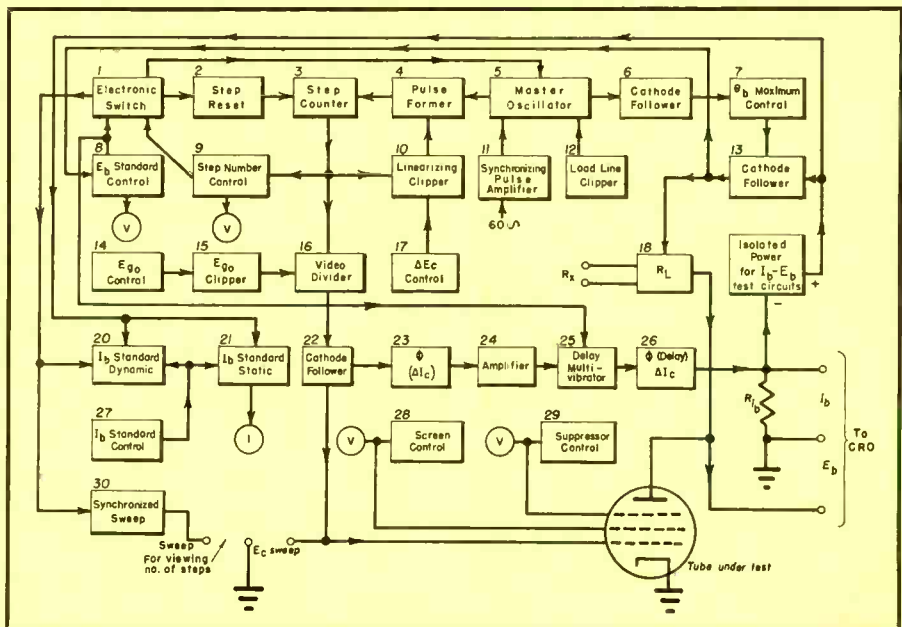 1
Electronic
Switch
2
Step
Reset
3
Step
Counter
4
Pulse
Former
5
Master
Oscillator
6
Cathode
Follower
7
eb Maximum
Control
8
Eb Standard
Control
9
Step Number
Control
10
Linearizing
Clipper
11
Synchronizing
Pulse
Amplifier
12
Load Line
Clipper
13
Cathode
Follower
V
V
60∿
14
Ego
Control
15
Ego
Clipper
16
Video
Divider
17
ΔEc
Control
Rx
18
RL
Isolated
Power
for Ib-Eb
test circuits
+
−
20
Ib Standard
Dynamic
21
Ib Standard
Static
22
Cathode
Follower
23
Φ
(ΔIc)
24
Amplifier
25
Delay
Multi-
vibrator
26
Φ (Delay)
ΔIc
27
Ib Standard
Control
I
V
28
Screen
Control
V
29
Suppressor
Control
RIb
Ib
Eb
To
CRO
30
Synchronized
Sweep
Sweep
For viewing
no. of steps
Ec sweep
Tube under test